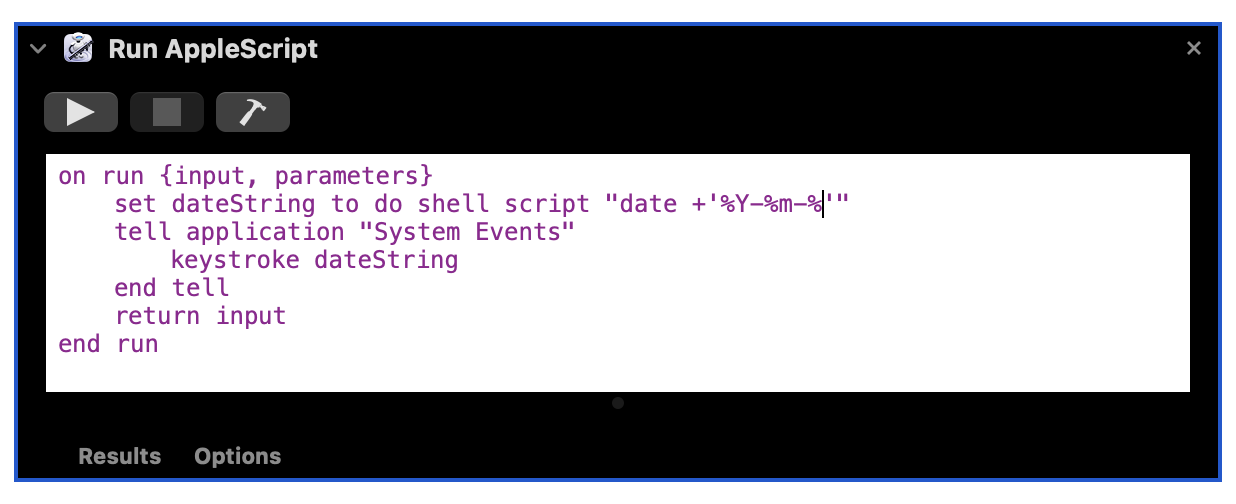 Run AppleScript
on run {input, parameters}
set dateString to do shell script "date +'%Y-%m-%'"
tell application "System Events"
keystroke dateString
end tell
return input
end run
Results Options